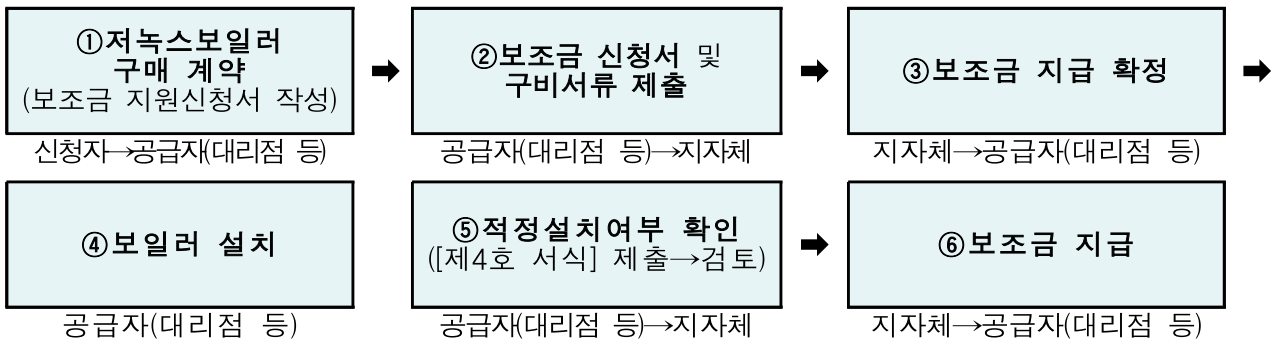 ①저녹스보일러
구매 계약
(보조금 지원신청서 작성)
신청자→공급자(대리점 등)
➡
②보조금 신청서 및
구비서류 제출
공급자(대리점 등)→지자체
➡
③보조금 지급 확정
지자체→공급자(대리점 등)
➡
④보일러 설치
공급자(대리점 등)
⑤적정설치여부 확인
([제4호 서식] 제출→검토)
공급자(대리점 등)→지자체
➡
⑥보조금 지급
지자체→공급자(대리점 등)